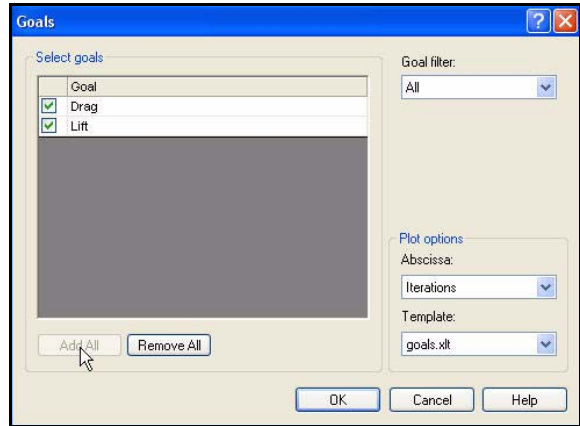 Goals
Select goals
Goal
Drag
Lift
Add All
Remove All
Goal filter:
All
Plot options
Abscissa:
Iterations
Template:
goals.xlt
OK
Cancel
Help